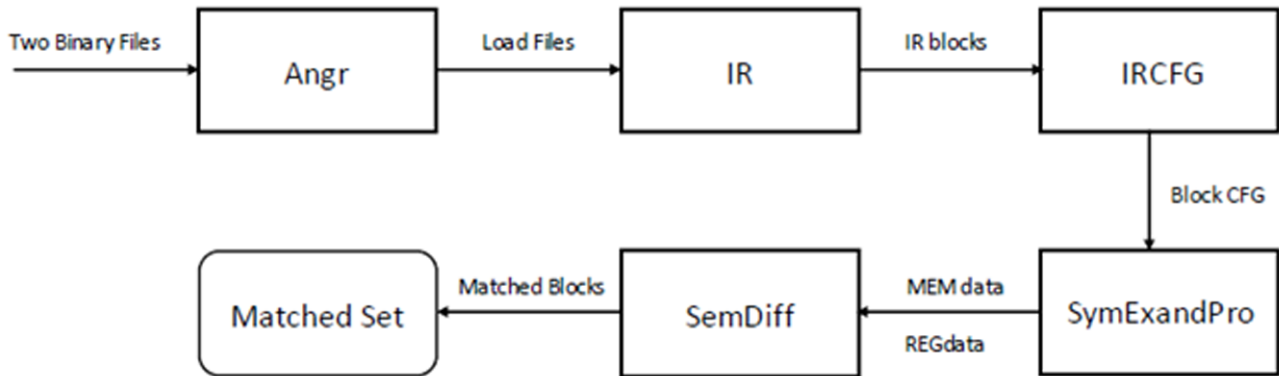 Two Binary Files
Angr
Load Files
IR
IR blocks
IRCFG
Block CFG
SymExandPro
MEM data
REGdata
SemDiff
Matched Blocks
Matched Set